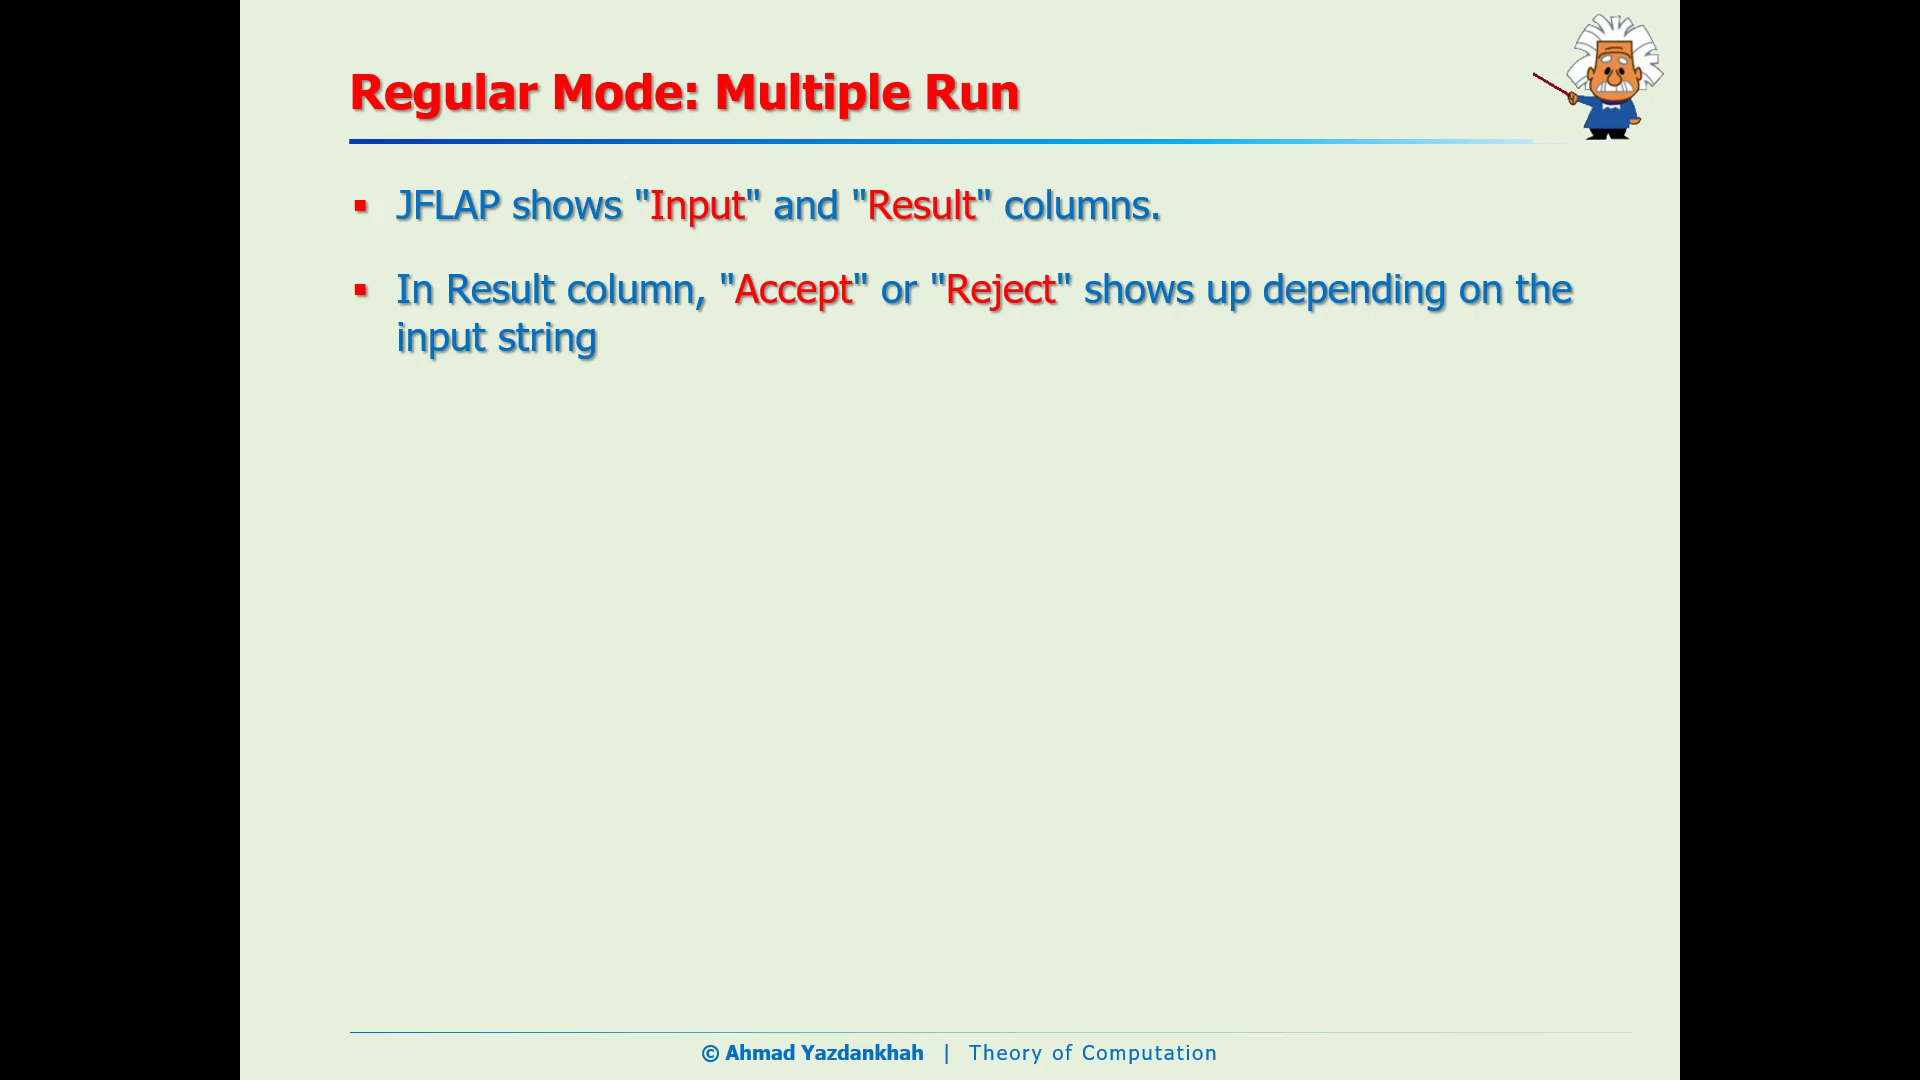 Regular Mode: Multiple Run
▪ JFLAP shows "Input" and "Result" columns.
▪ In Result column, "Accept" or "Reject" shows up depending on the
input string
© Ahmad Yazdankhah | Theory of Computation